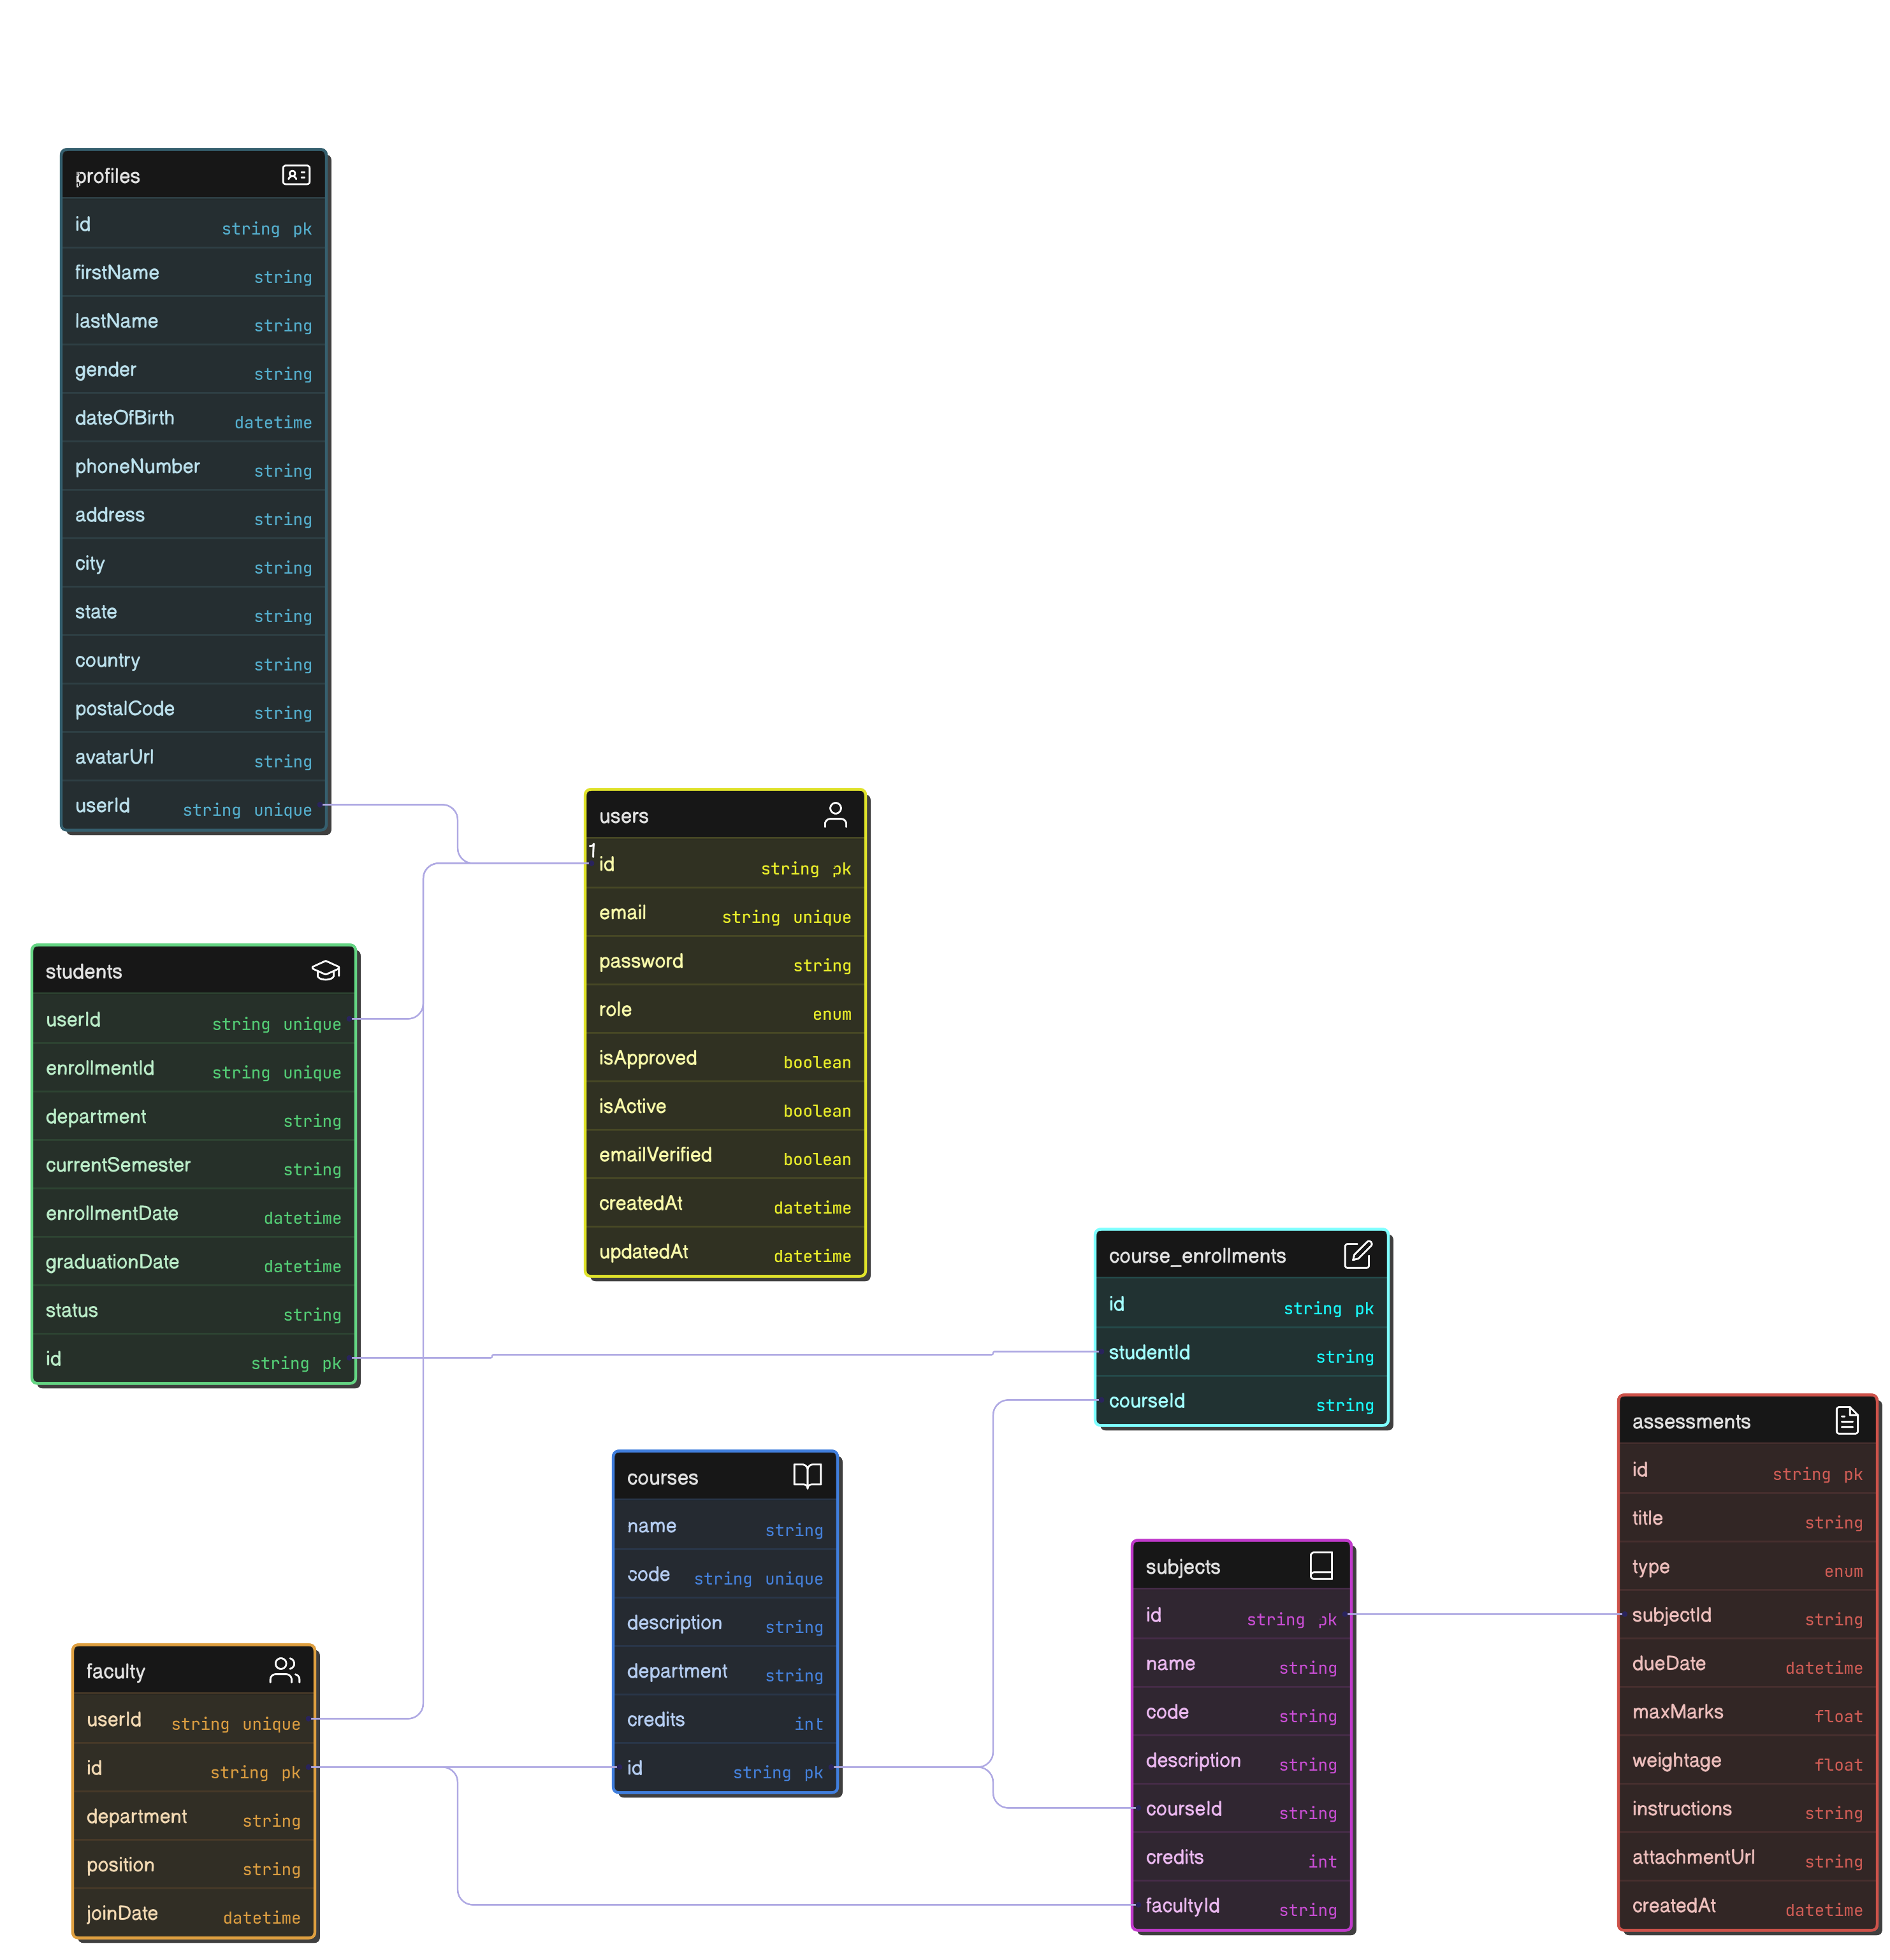 profiles
id string pk
firstName string
lastName string
gender string
dateOfBirth datetime
phoneNumber string
address string
city string
state string
country string
postalCode string
avatarUrl string
userId string unique
users
1
id string pk
email string unique
password string
role enum
isApproved boolean
isActive boolean
emailVerified boolean
createdAt datetime
updatedAt datetime
students
userId string unique
enrollmentId string unique
department string
currentSemester string
enrollmentDate datetime
graduationDate datetime
status string
id string pk
course_enrollments
id string pk
studentId string
courseId string
courses
name string
code string unique
description string
department string
credits int
id string pk
faculty
userId string unique
id string pk
department string
position string
joinDate datetime
subjects
id string pk
name string
code string
description string
courseId string
credits int
facultyId string
assessments
id string pk
title string
type enum
subjectId string
dueDate datetime
maxMarks float
weightage float
instructions string
attachmentUrl string
createdAt datetime